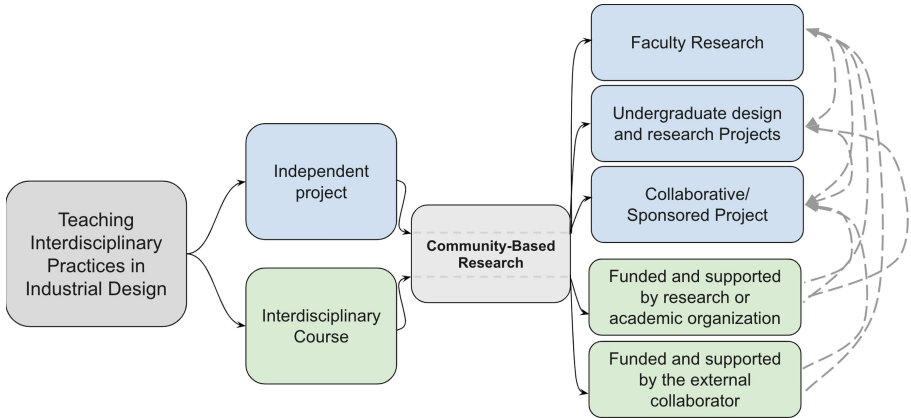 Teaching
Interdisciplinary
Practices in
Industrial Design
Independent
project
Interdisciplinary
Course
Community-Based
Research
Faculty Research
Undergraduate design
and research Projects
Collaborative/
Sponsored Project
Funded and supported
by research or
academic organization
Funded and supported
by the external
collaborator